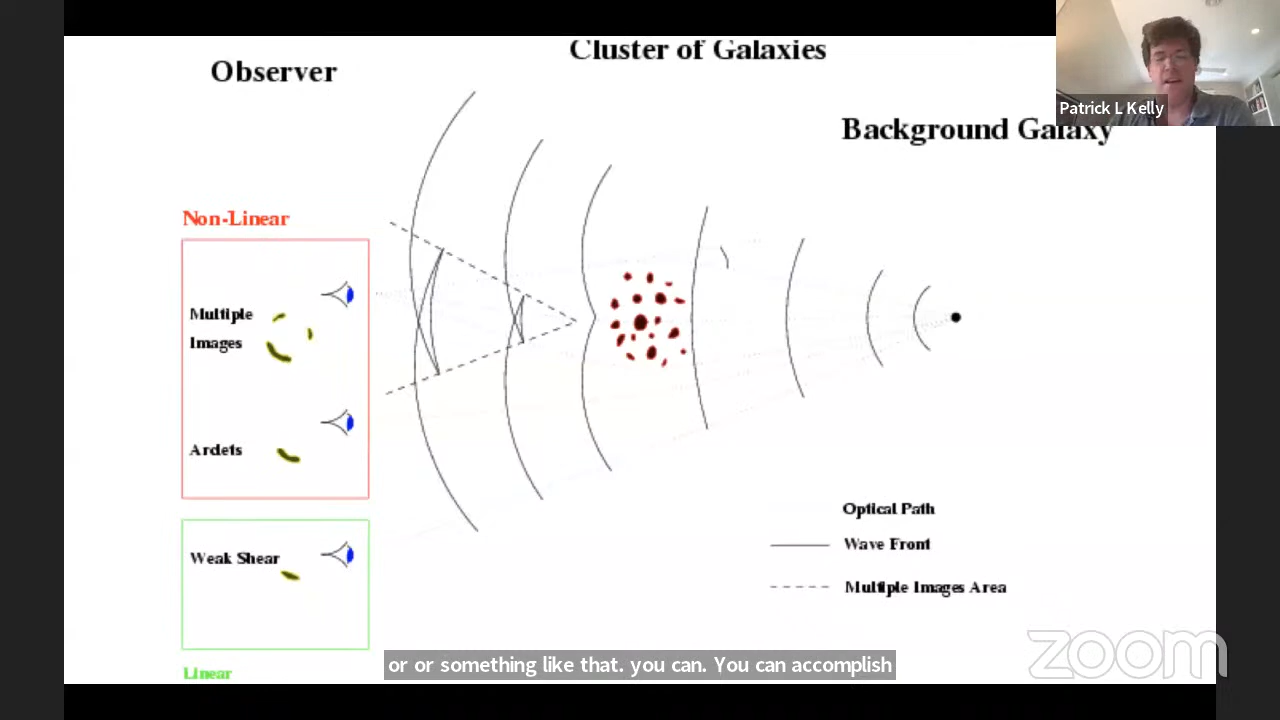 Cluster of Galaxies
Observer
Patrick L Kelly
Background Galaxy
Non-Linear
Multiple
Images
Arclets
Weak Shear
Optical Path
Wave Front
Multiple Images Area
Linear
or or something like that. you can. You can accomplish
zoom